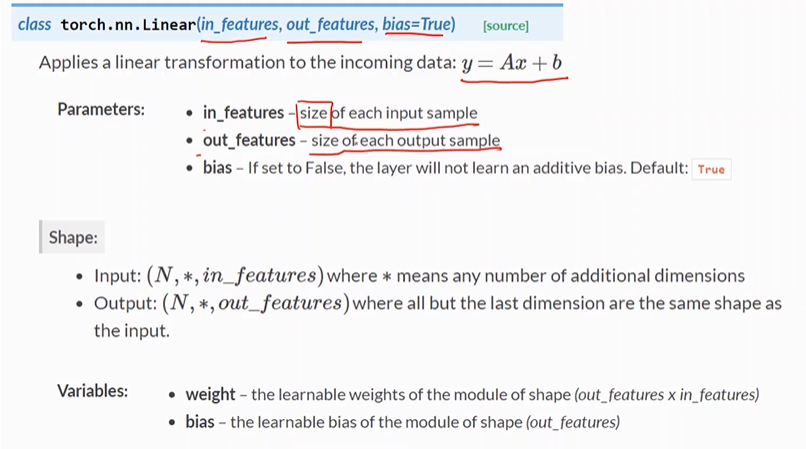 class torch.nn.Linear(in_features, out_features, bias=True) [source]
Applies a linear transformation to the incoming data: y = Ax + b
Parameters:
• in_features – size of each input sample
• out_features – size of each output sample
• bias – If set to False, the layer will not learn an additive bias. Default: True
Shape:
• Input: (N, *, in_features) where * means any number of additional dimensions
• Output: (N, *, out_features) where all but the last dimension are the same shape as
the input.
Variables:
• weight – the learnable weights of the module of shape (out_features x in_features)
• bias – the learnable bias of the module of shape (out_features)